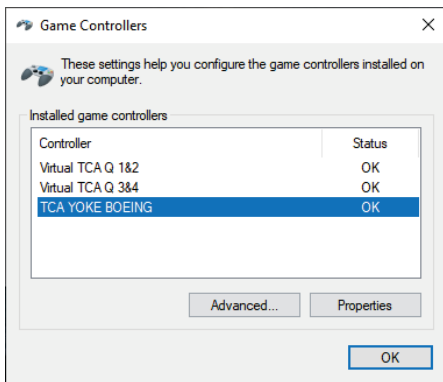 Game Controllers
These settings help you configure the game controllers installed on
your computer.
Installed game controllers
Controller Status
Virtual TCA Q 1&2 OK
Virtual TCA Q 3&4 OK
TCA YOKE BOEING OK
Advanced... Properties
OK